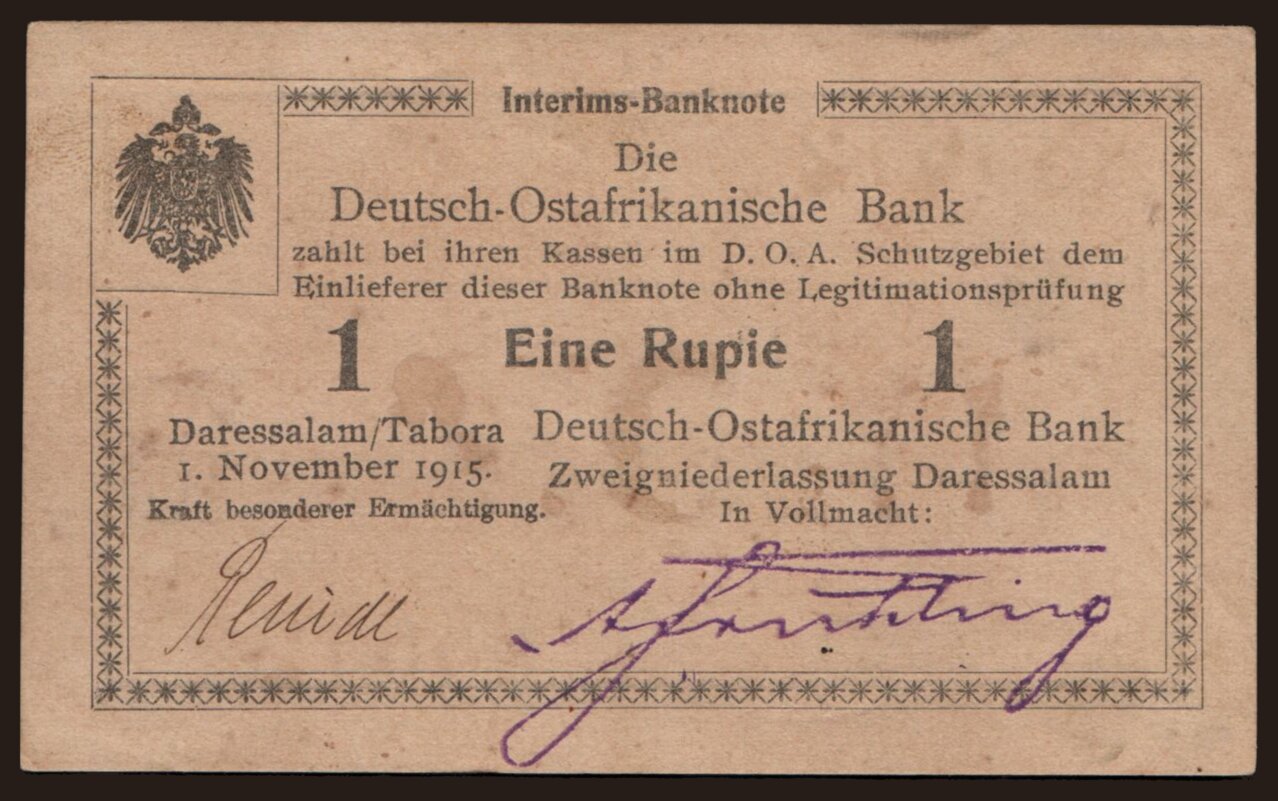 Interims-Banknote
Die
Deutsch-Ostafrikanische Bank
zahlt bei ihren Kassen im D. O. A. Schutzgebiet dem
Einlieferer dieser Banknote ohne Legitimationsprüfung
1 Eine Rupie 1
Daressalam/Tabora
1. November 1915.
Kraft besonderer Ermächtigung.
Deutsch-Ostafrikanische Bank
Zweigniederlassung Daressalam
In Vollmacht: